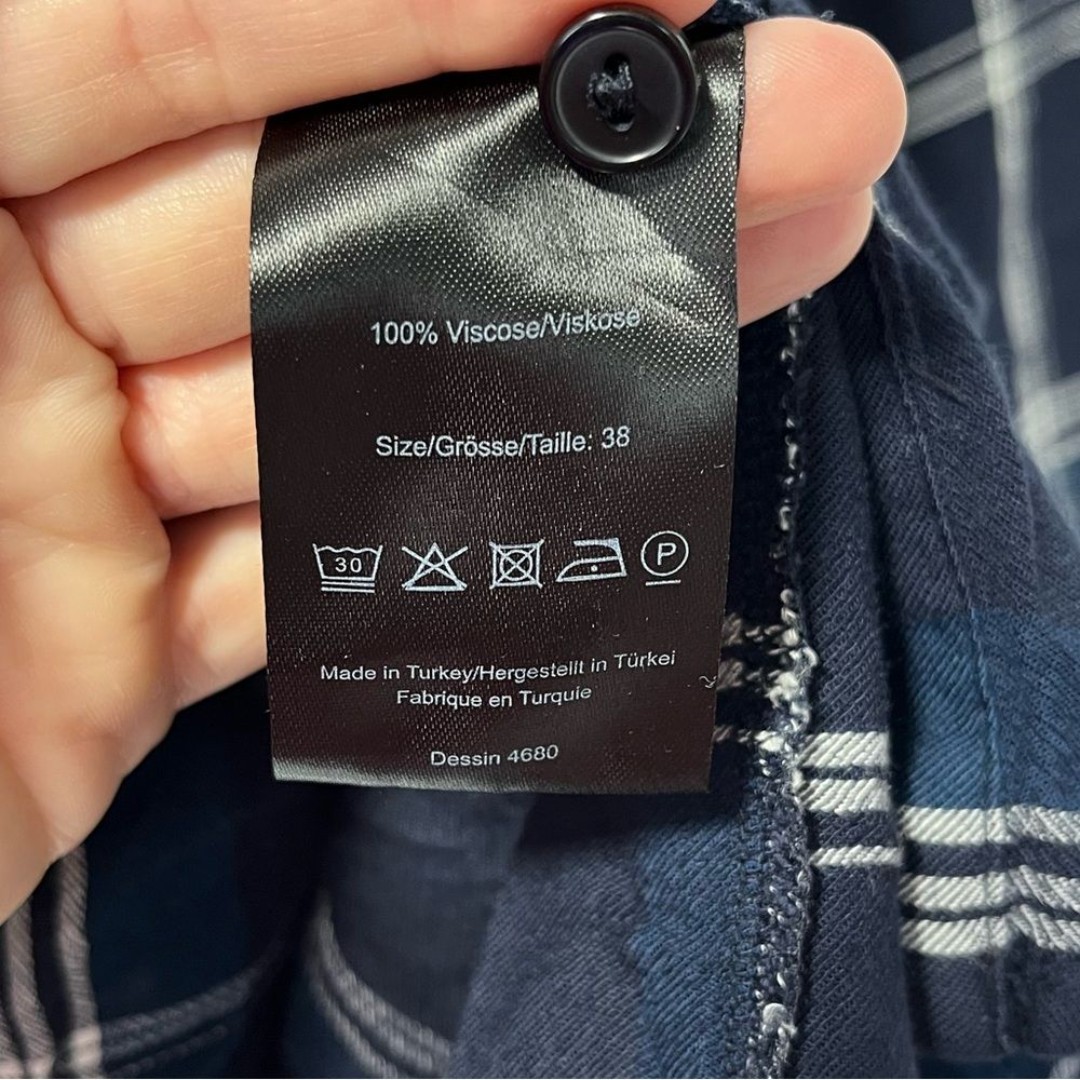 100% Viscose/Viskose
Size/Grösse/Taille: 38
30 P
Made in Turkey/Hergestellt in Türkei
Fabrique en Turquie
Dessin 4680